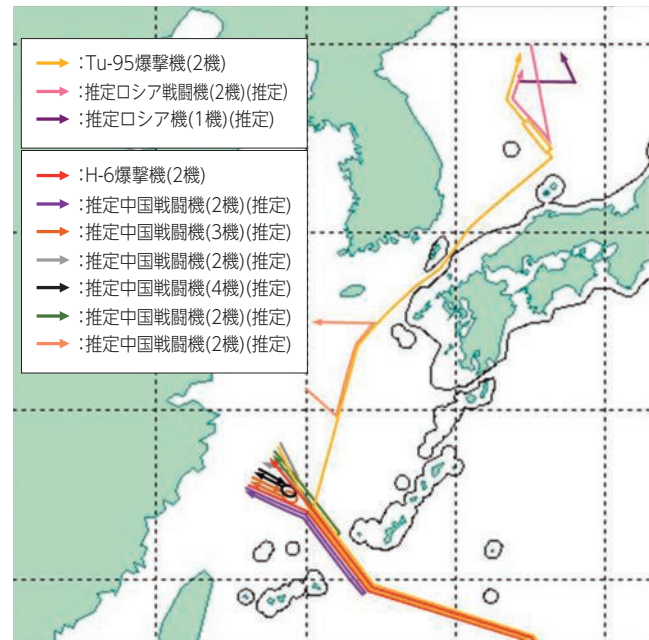 :Tu-95爆撃機(2機)
:推定ロシア戦闘機(2機)(推定)
:推定ロシア機(1機)(推定)
:H-6爆撃機(2機)
:推定中国戦闘機(2機)(推定)
:推定中国戦闘機(3機)(推定)
:推定中国戦闘機(2機)(推定)
:推定中国戦闘機(4機)(推定)
:推定中国戦闘機(2機)(推定)
:推定中国戦闘機(2機)(推定)